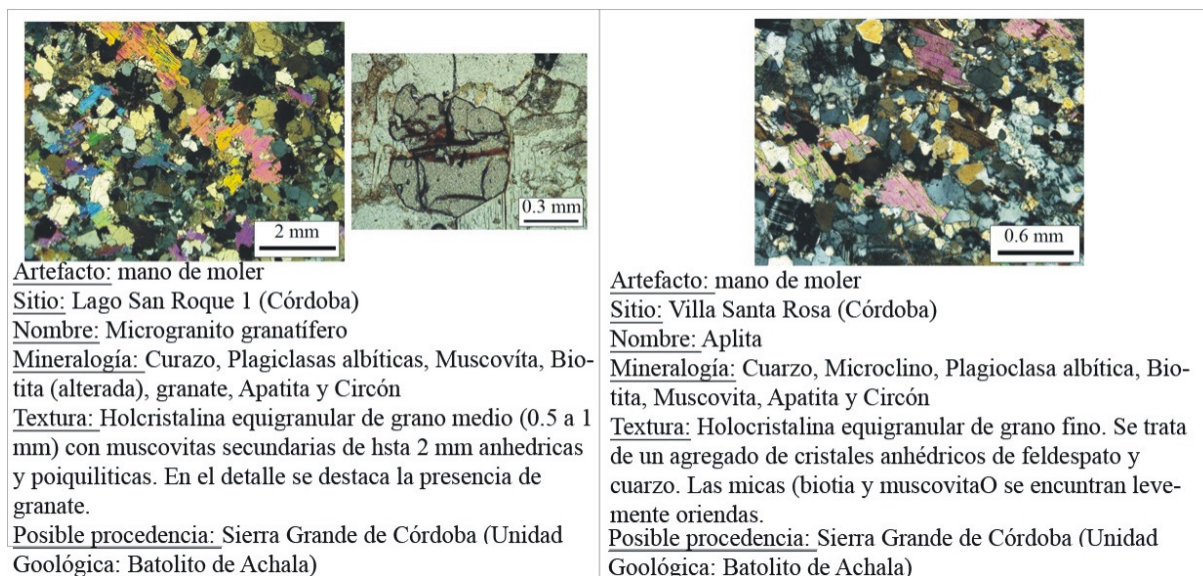 2 mm
0.3 mm
Artefacto: mano de moler
Sitio: Lago San Roque 1 (Córdoba)
Nombre: Microgranito granatífero
Mineralogía: Curazo, Plagiclasas albíticas, Muscovíta, Bio-
tita (alterada), granate, Apatita y Circón
Textura: Holcristalina equigranular de grano medio (0.5 a 1
mm) con muscovitas secundarias de hsta 2 mm anhedricas
y poiquiliticas. En el detalle se destaca la presencia de
granate.
Posible procedencia: Sierra Grande de Córdoba (Unidad
Goológica: Batolito de Achala)
0.6 mm
Artefacto: mano de moler
Sitio: Villa Santa Rosa (Córdoba)
Nombre: Aplita
Mineralogía: Cuarzo, Microclino, Plagioclasa albítica, Bio-
tita, Muscovita, Apatita y Circón
Textura: Holocristalina equigranular de grano fino. Se trata
de un agregado de cristales anhédricos de feldespato y
cuarzo. Las micas (biotia y muscovitaO se encuntran leve-
mente oriendas.
Posible procedencia: Sierra Grande de Córdoba (Unidad
Goológica: Batolito de Achala)